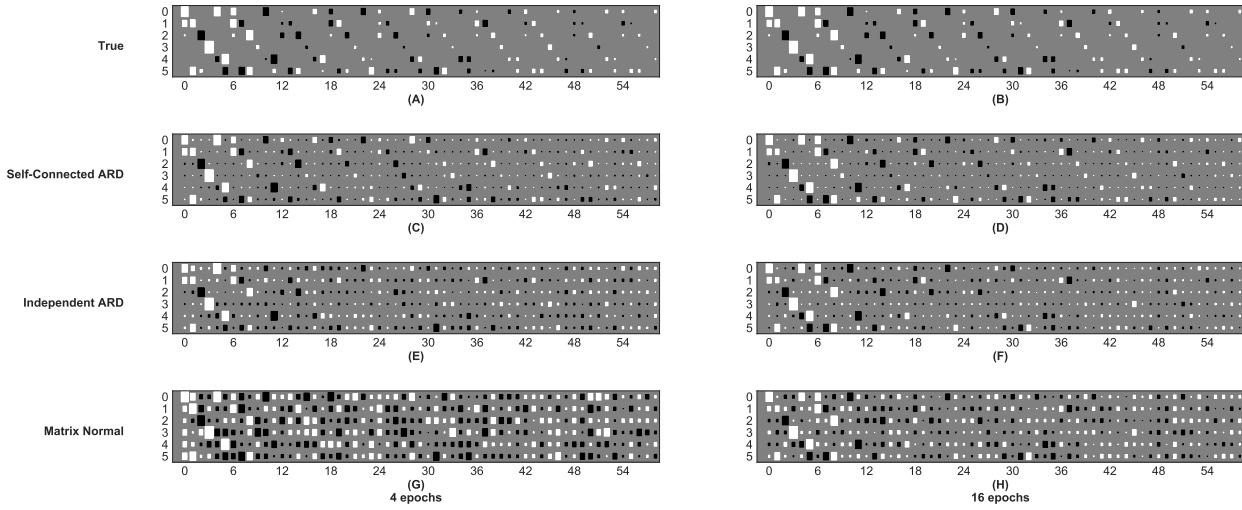 True
0
1
2
3
4
5
0 6 12 18 24 30 36 42 48 54
(A)
0
1
2
3
4
5
0 6 12 18 24 30 36 42 48 54
(B)
Self-Connected ARD
0
1
2
3
4
5
0 6 12 18 24 30 36 42 48 54
(C)
0
1
2
3
4
5
0 6 12 18 24 30 36 42 48 54
(D)
Independent ARD
0
1
2
3
4
5
0 6 12 18 24 30 36 42 48 54
(E)
0
1
2
3
4
5
0 6 12 18 24 30 36 42 48 54
(F)
Matrix Normal
0
1
2
3
4
5
0 6 12 18 24 30 36 42 48 54
(G)
4 epochs
0
1
2
3
4
5
0 6 12 18 24 30 36 42 48 54
(H)
16 epochs